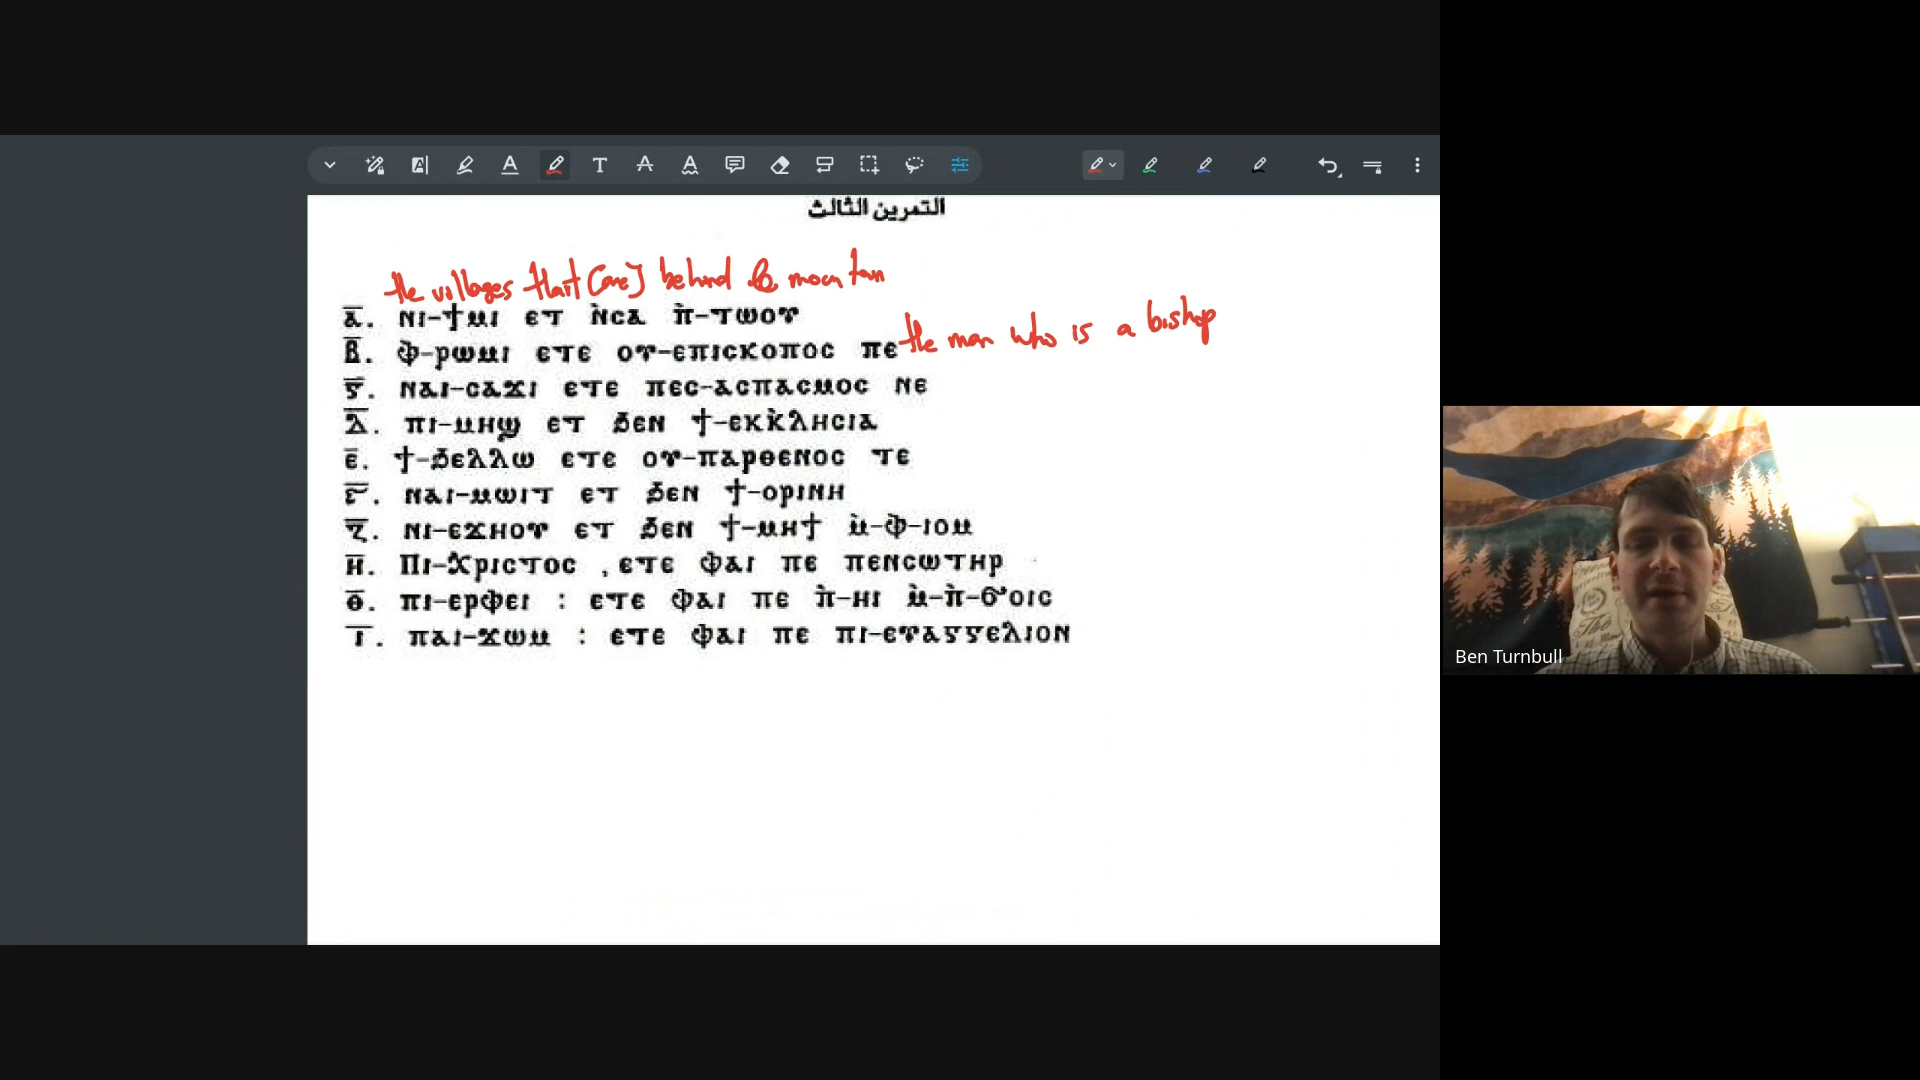 التمرين الثالث
the villages that [are] behind the mountain
ⲁ̅. ⲛⲓ-ϯⲙⲓ ⲉⲧ ⲛ̀ⲥⲁ ⲡ̀-ⲧⲱⲟⲩ
the man who is a bishop
ⲃ̅. ⲫ̀-ⲣⲱⲙⲓ ⲉⲧⲉ ⲟⲩ-ⲉⲡⲓⲥⲕⲟⲡⲟⲥ ⲡⲉ
ⲅ̅. ⲛⲁⲓ-ⲥⲁϫⲓ ⲉⲧⲉ ⲡⲉⲥ-ⲁⲥⲡⲁⲥⲙⲟⲥ ⲛⲉ
ⲇ̅. ⲡⲓ-ⲙⲏϣ ⲉⲧ ϧⲉⲛ ϯ-ⲉⲕⲕ̀ⲗⲏⲥⲓⲁ
ⲉ̅. ϯ-ϧⲉⲗⲗⲱ ⲉⲧⲉ ⲟⲩ-ⲡⲁⲣⲑⲉⲛⲟⲥ ⲧⲉ
ⲋ̅. ⲛⲁⲓ-ⲙⲱⲓⲧ ⲉⲧ ϧⲉⲛ ϯ-ⲟⲣⲓⲛⲏ
ⲍ̅. ⲛⲓ-ⲉϫⲏⲟⲩ ⲉⲧ ϧⲉⲛ ϯ-ⲙⲏϯ ⲙ̀-ⲫ̀-ⲓⲟⲙ
ⲏ̅. Ⲡⲓ-ⲭ̀ⲣⲓⲥⲧⲟⲥ , ⲉⲧⲉ ⲫⲁⲓ ⲡⲉ ⲡⲉⲛⲥⲱⲧⲏⲣ
ⲑ̅. ⲡⲓ-ⲉⲣⲫⲉⲓ : ⲉⲧⲉ ⲫⲁⲓ ⲡⲉ ⲡ̀-ⲏⲓ ⲙ̀-ⲡ̀-ϭⲟⲓⲥ
ⲓ̅. ⲡⲁⲓ-ϫⲱⲙ : ⲉⲧⲉ ⲫⲁⲓ ⲡⲉ ⲡⲓ-ⲉⲩⲁⲅⲅⲉⲗⲓⲟⲛ
Ben Turnbull